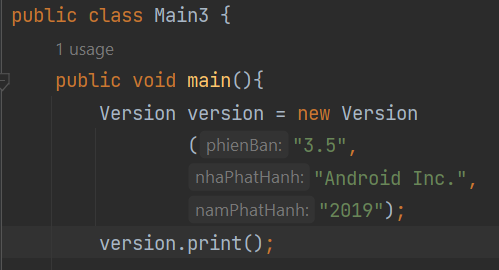 public class Main3 {
1 usage
public void main(){
Version version = new Version
( phienBan: "3.5",
nhaPhatHanh: "Android Inc.",
namPhatHanh: "2019");
version.print();